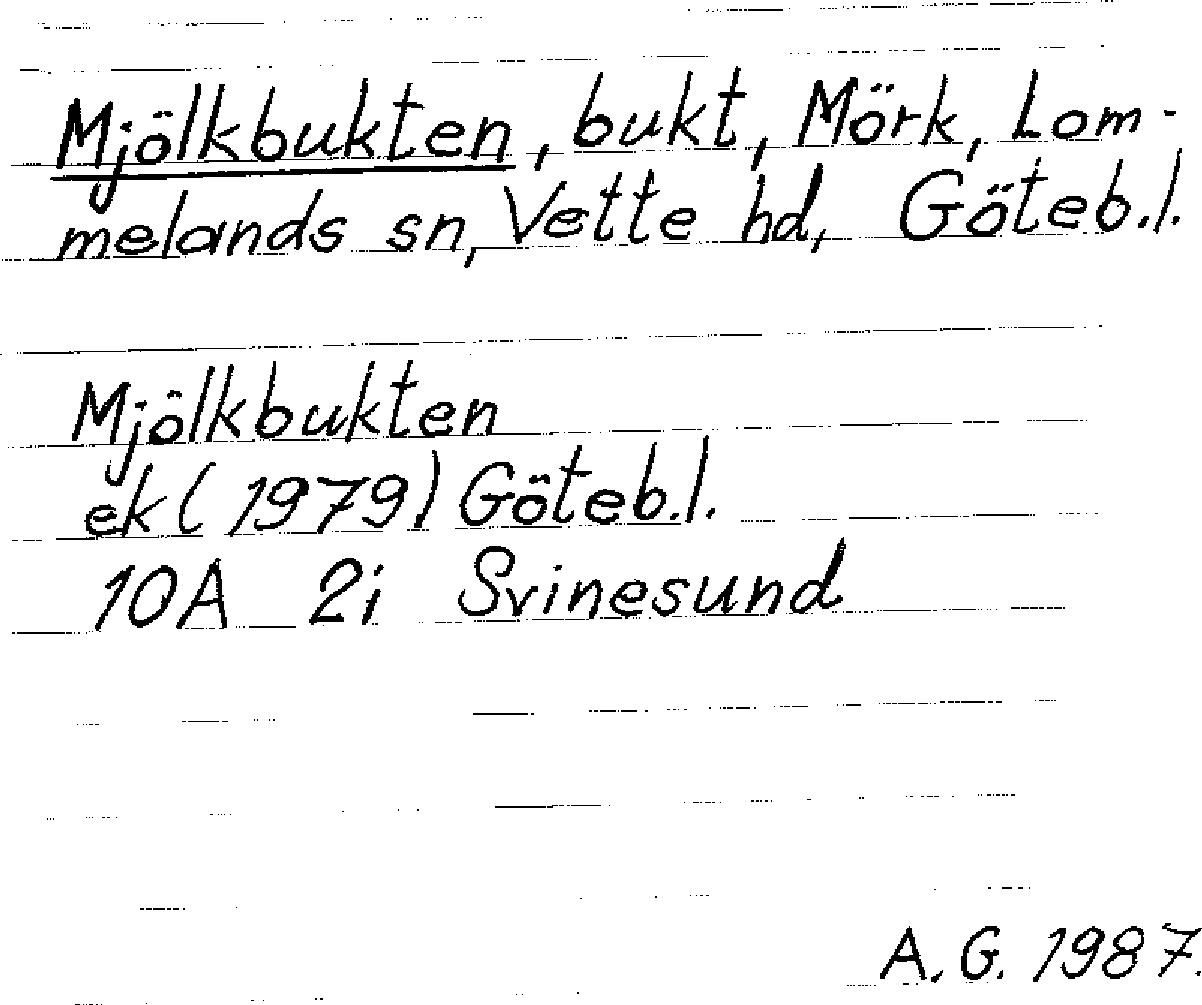 Mjölkbukten, bukt, Mörk, Lom-
melands sn, Vette hd, Göteb.l.
Mjölkbukten
ek (1979) Göteb.l.
10A 2i Svinesund
A.G. 1987.